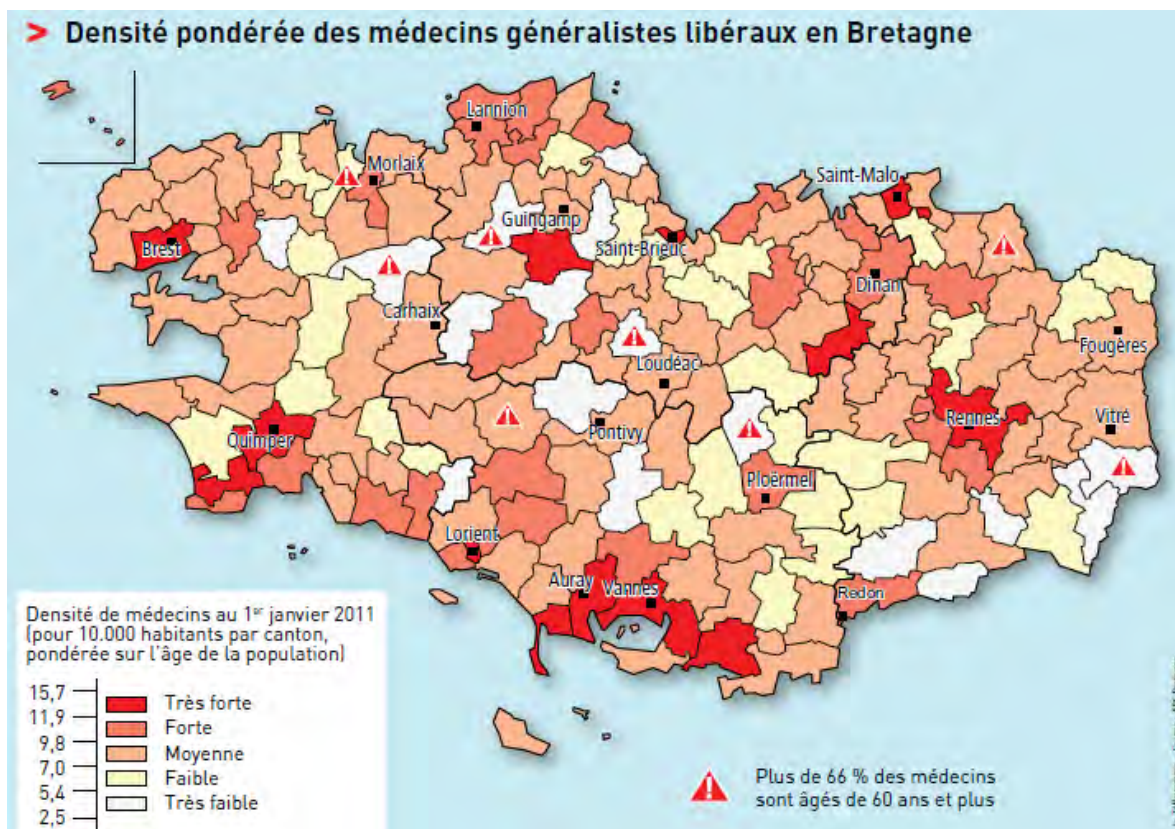 > Densité pondérée des médecins généralistes libéraux en Bretagne
Lannion
Morlaix
Saint-Malo
Guingamp
Saint-Brieuc
Brest
Dinan
Carhaix
Fougères
Loudéac
Quimper
Pontivy
Rennes
Vitré
Ploërmel
Lorient
Auray
Vannes
Redon
Densité de médecins au 1er janvier 2011
(pour 10.000 habitants par canton,
pondérée sur l'âge de la population)
15,7
Très forte
11,9
Forte
9,8
Moyenne
7,0
Faible
5,4
Très faible
2,5
Plus de 66 % des médecins
sont âgés de 60 ans et plus